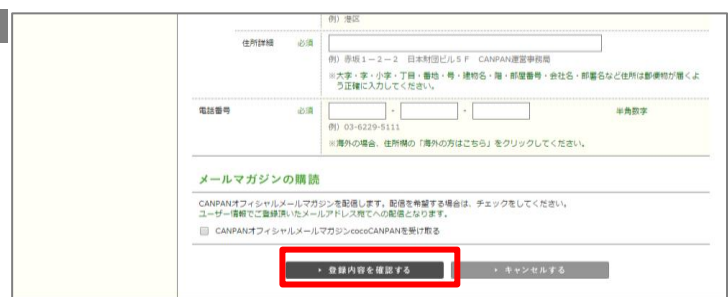 例) 港区
住所詳細 必須
例) 赤坂1-2-2 日本財団ビル5F CANPAN運営事務局
※大字・字・小字・丁目・番地・号・建物名・階・部屋番号・会社名・部署名など住所は郵便物が届くよ
う正確に入力してください。
電話番号 必須 - - 半角数字
例) 03-6229-5111
※海外の場合、住所欄の「海外の方はこちら」をクリックしてください。
メールマガジンの購読
CANPANオフィシャルメールマガジンを配信します。配信を希望する場合は、チェックをしてください。
ユーザー情報でご登録頂いたメールアドレス宛てへの配信となります。
CANPANオフィシャルメールマガジンcocoCANPANを受け取る
登録内容を確認する
キャンセルする